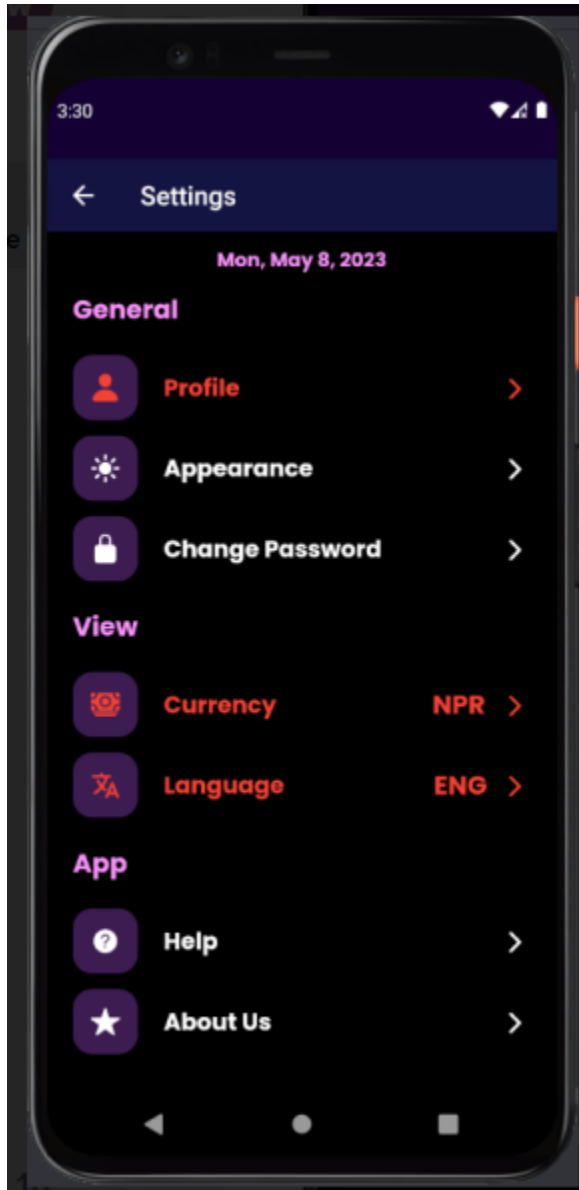 3:30
Settings
Mon, May 8, 2023
General
Profile
Appearance
Change Password
View
Currency NPR
Language ENG
App
Help
About Us